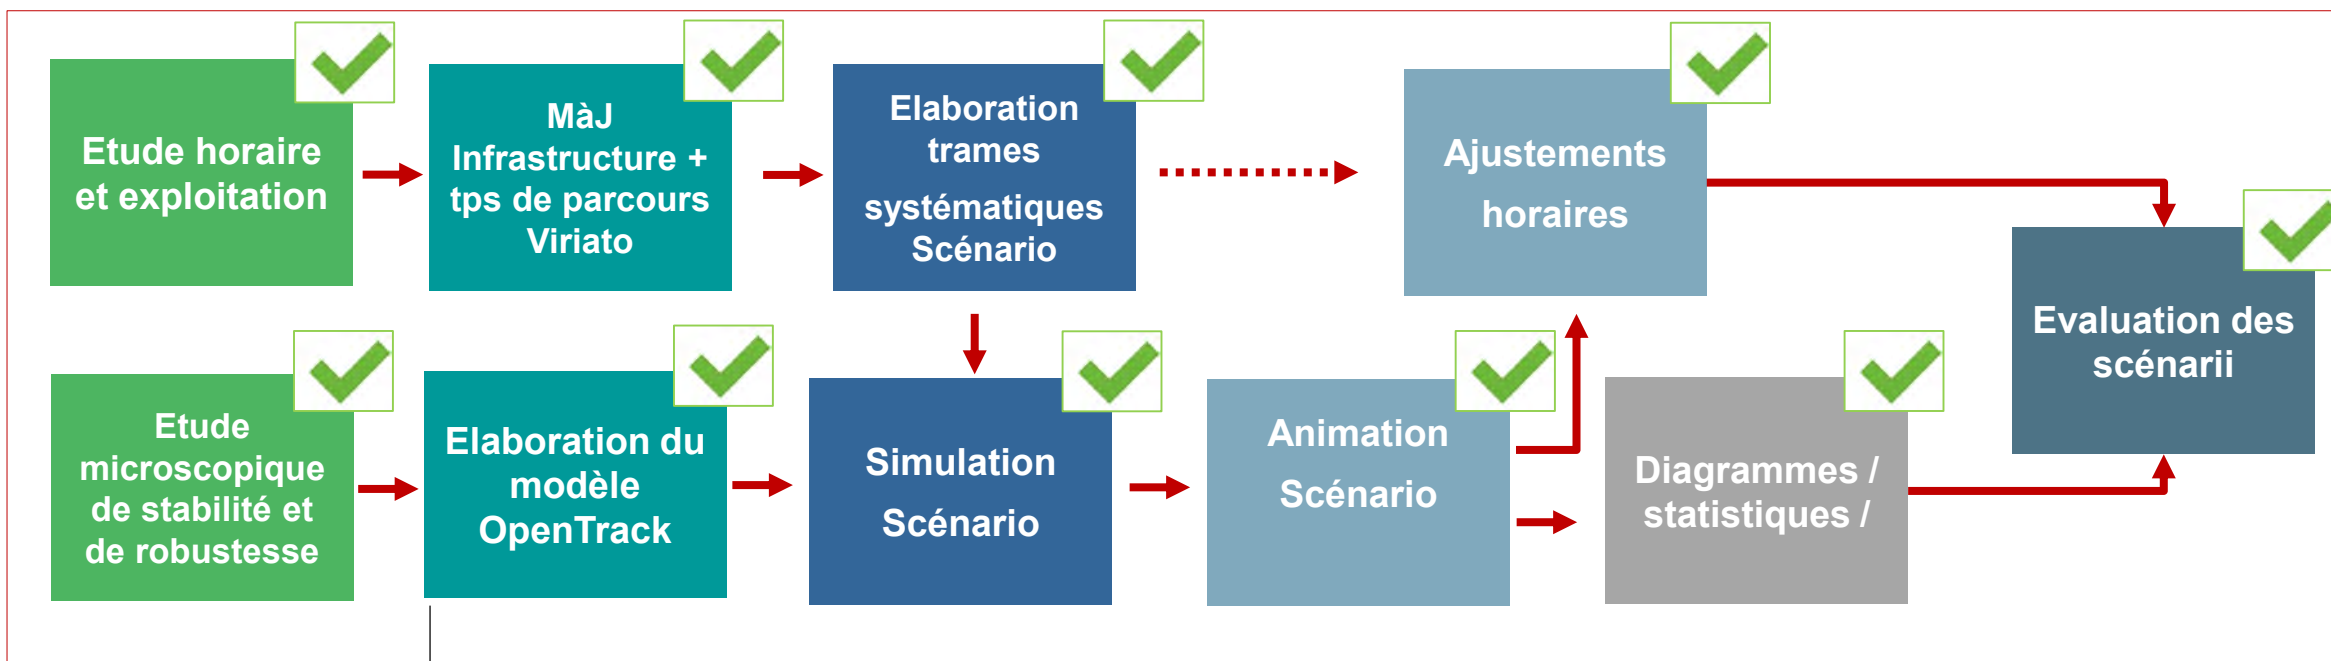 Etude horaire
et exploitation
MàJ
Infrastructure +
tps de parcours
Viriato
Elaboration
trames
systématiques
Scénario
Ajustements
horaires
Evaluation des
scénarii
Etude
microscopique
de stabilité et
de robustesse
Elaboration du
modèle
OpenTrack
Simulation
Scénario
Animation
Scénario
Diagrammes /
statistiques /